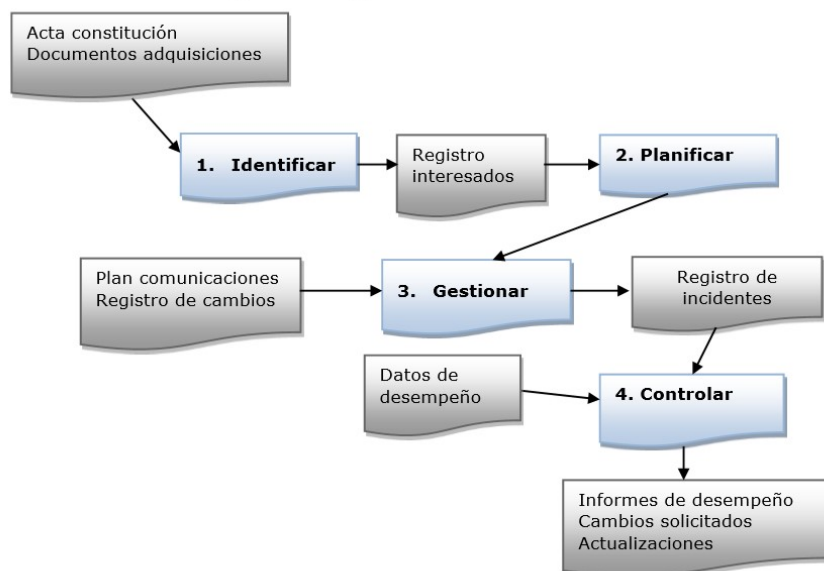 Acta constitución
Documentos adquisiciones
1. Identificar
Registro
interesados
2. Planificar
Plan comunicaciones
Registro de cambios
3. Gestionar
Registro de
incidentes
Datos de
desempeño
4. Controlar
Informes de desempeño
Cambios solicitados
Actualizaciones